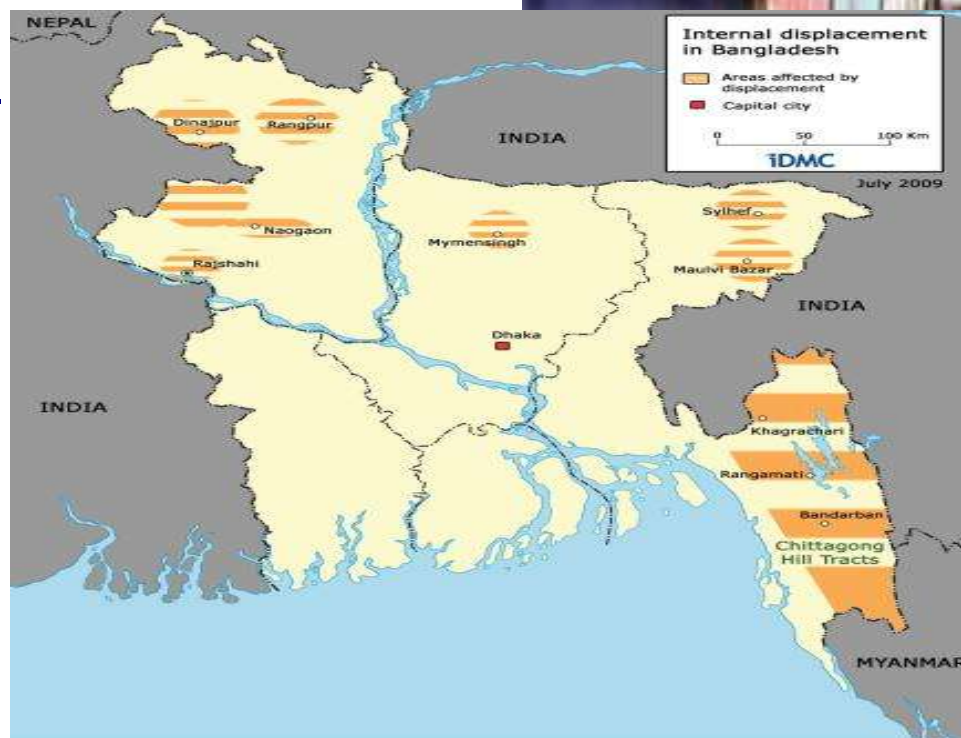 NEPAL
Internal displacement
in Bangladesh
Areas affected by
displacement
Capital city
0 50 100 Km
iDMC
July 2009
INDIA
Dinajpur
Rangpur
Naogaon
Mymensingh
Sylhef
Rajshahi
Maulvi Bazar
INDIA
Dhaka
INDIA
Khagrachari
Rangamati
Bandarban
Chittagong
Hill Tracts
MYANMAR